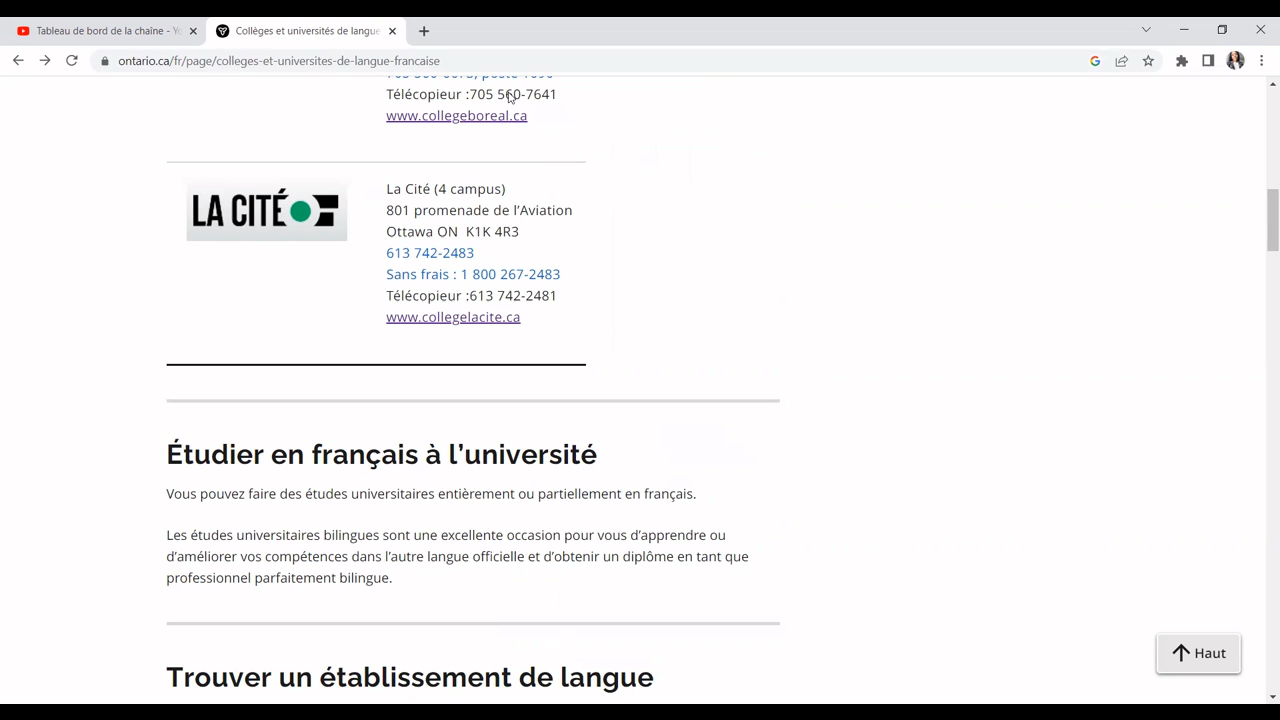 Tableau de bord de la chaîne - Y
Collèges et universités de langue
ontario.ca/fr/page/colleges-et-universites-de-langue-francaise
Télécopieur :705 560-7641
www.collegeboreal.ca
LA CITÉ
La Cité (4 campus)
801 promenade de l’Aviation
Ottawa ON K1K 4R3
613 742-2483
Sans frais : 1 800 267-2483
Télécopieur :613 742-2481
www.collegelacite.ca
Étudier en français à l’université
Vous pouvez faire des études universitaires entièrement ou partiellement en français.
Les études universitaires bilingues sont une excellente occasion pour vous d’apprendre ou
d’améliorer vos compétences dans l’autre langue officielle et d’obtenir un diplôme en tant que
professionnel parfaitement bilingue.
Haut
Trouver un établissement de langue